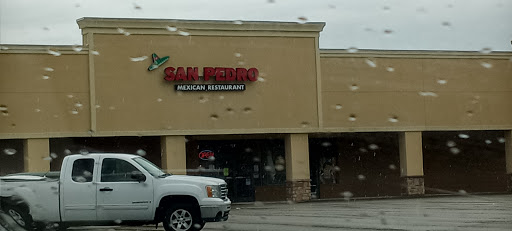 SAN PEDRO
MEXICAN RESTAURANT